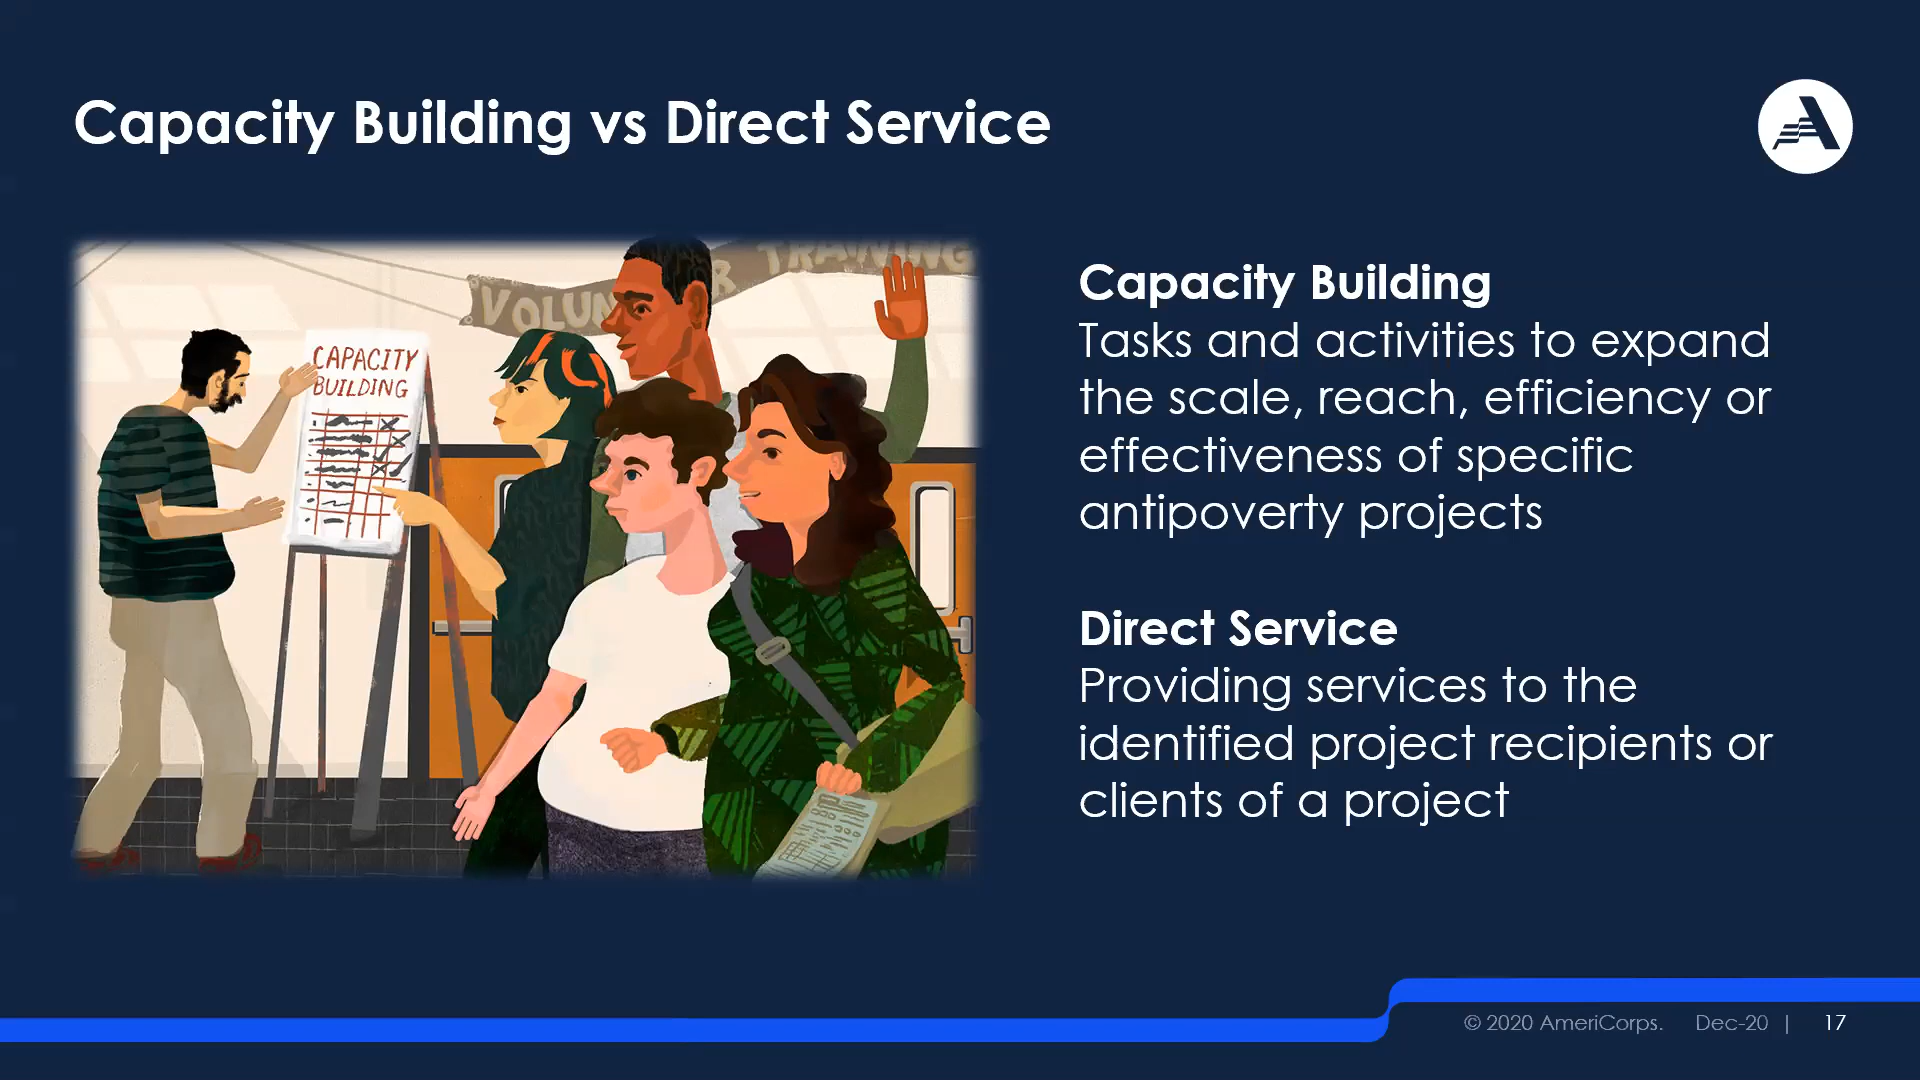 Capacity Building vs Direct Service
TRAINING
VOLUN
R
CAPACITY
BUILDING
Capacity Building
Tasks and activities to expand
the scale, reach, efficiency or
effectiveness of specific
antipoverty projects
Direct Service
Providing services to the
identified project recipients or
clients of a project
© 2020 AmeriCorps. Dec-20 | 17